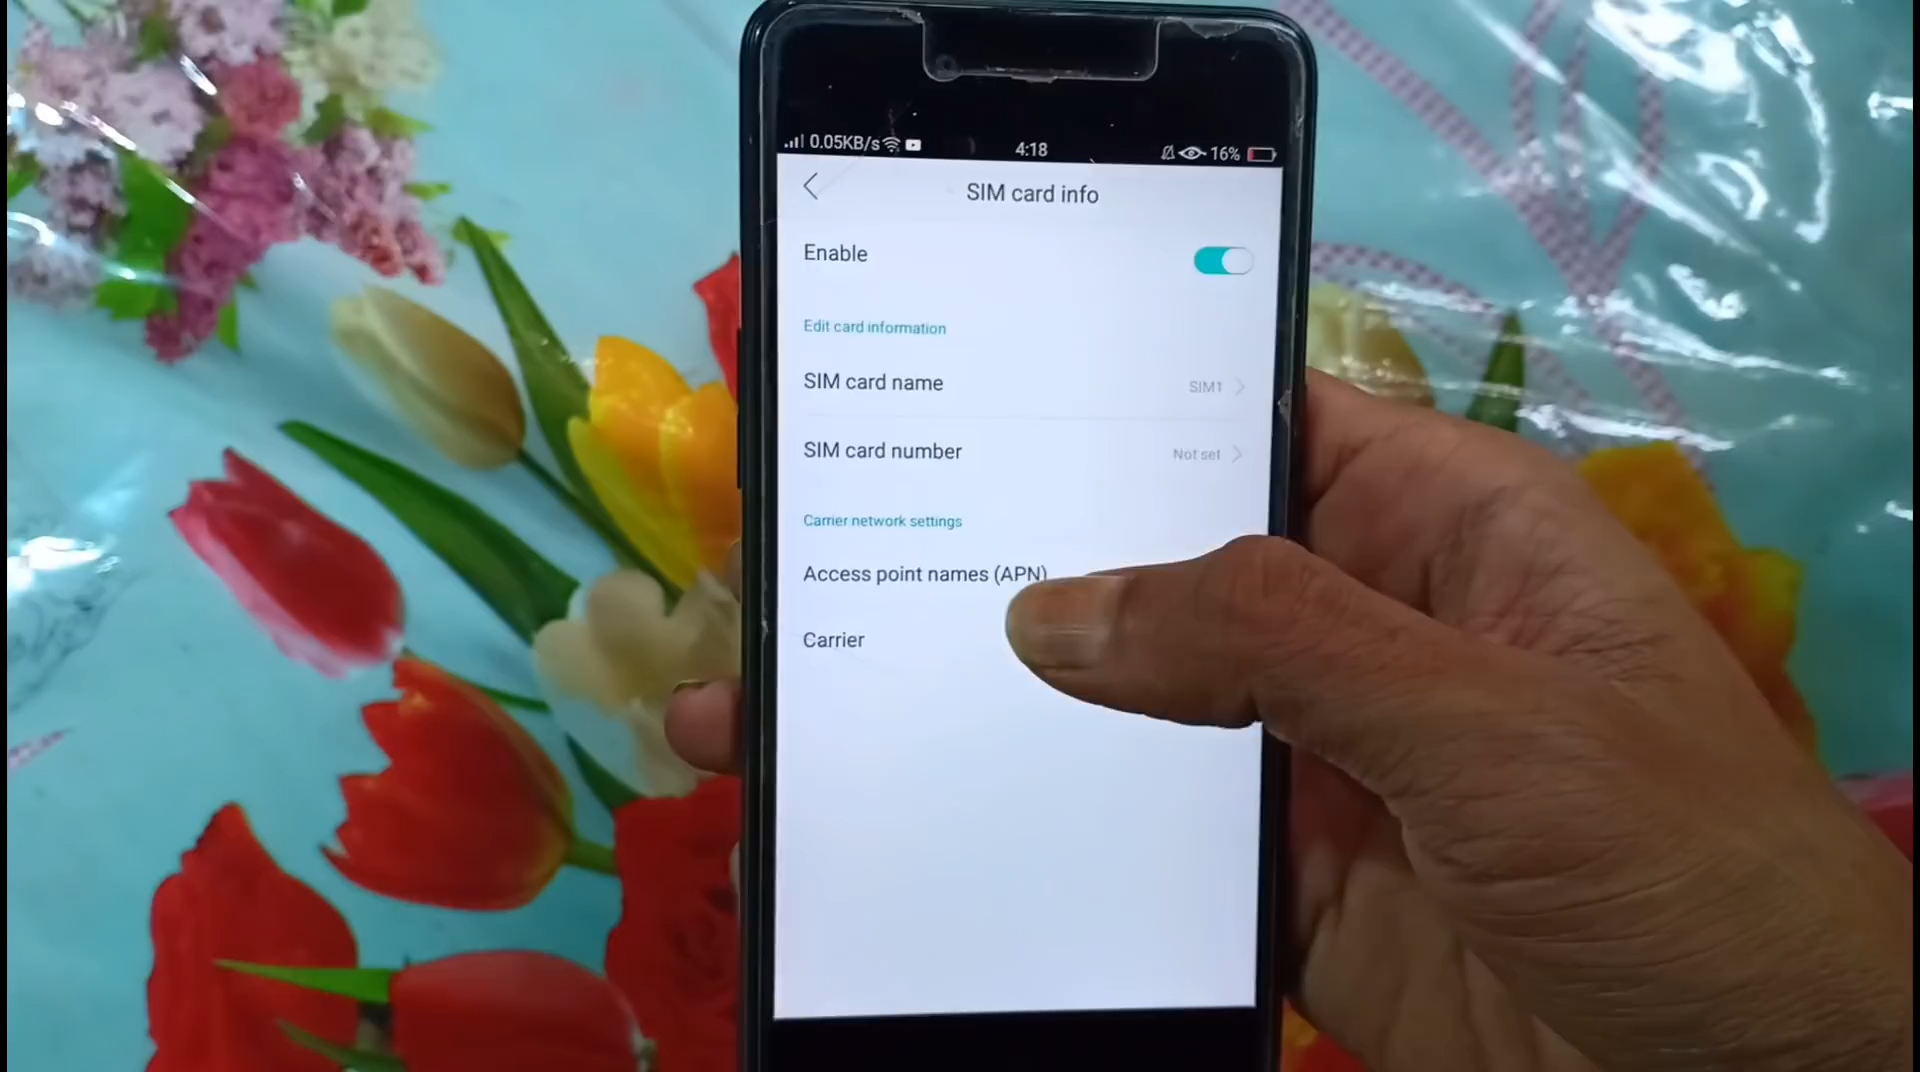 0.05KB/s 4:18 16%
SIM card info
Enable
Edit card information
SIM card name SIM1
SIM card number Not set
Carrier network settings
Access point names (APN)
Carrier